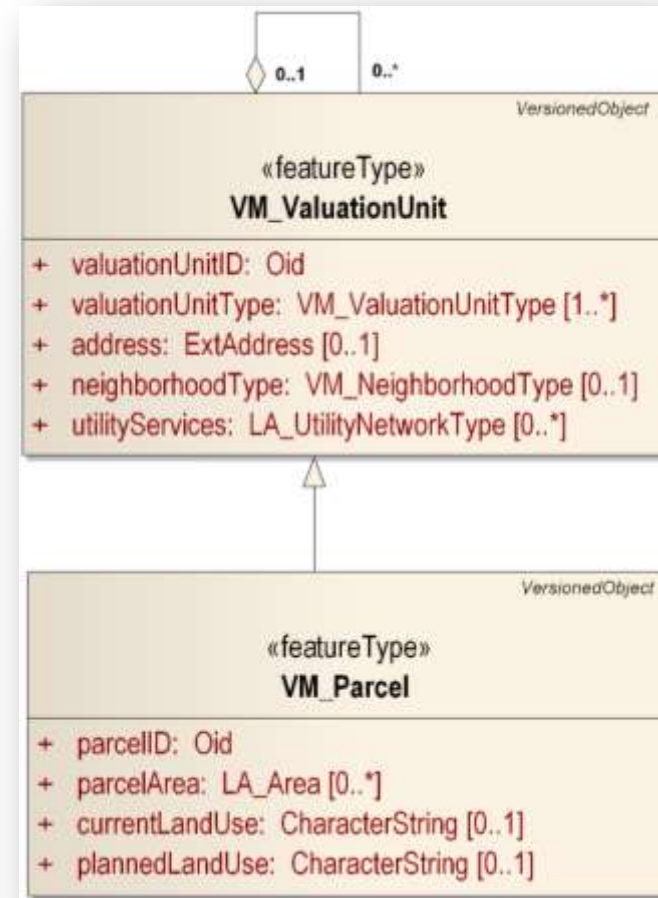 0..1
0..*
VersionedObject
«featureType»
VM_ValuationUnit
+ valuationUnitID: Oid
+ valuationUnitType: VM_ValuationUnitType [1..*]
+ address: ExtAddress [0..1]
+ neighborhoodType: VM_NeighborhoodType [0..1]
+ utilityServices: LA_UtilityNetworkType [0..*]
VersionedObject
«featureType»
VM_Parcel
+ parcelID: Oid
+ parcelArea: LA_Area [0..*]
+ currentLandUse: CharacterString [0..1]
+ plannedLandUse: CharacterString [0..1]